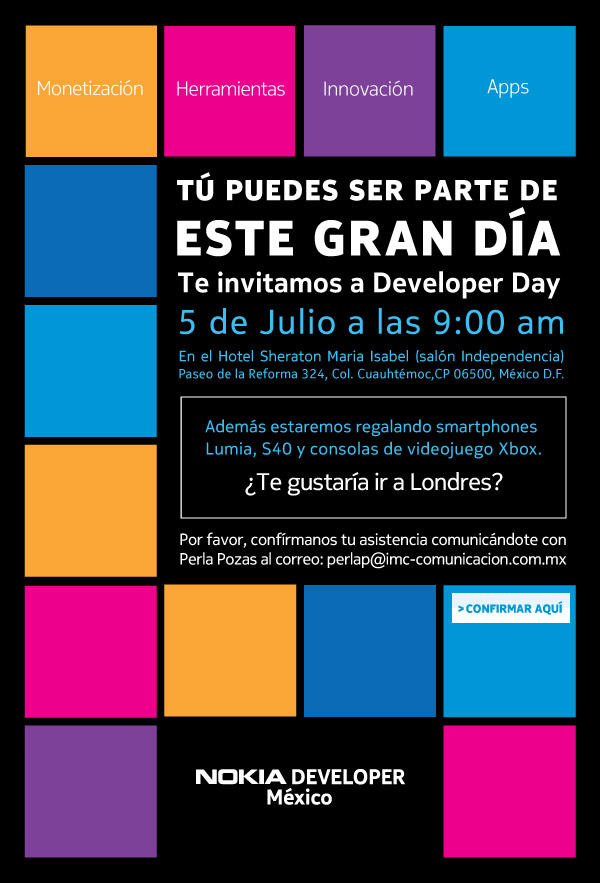 Monetización
Herramientas
Innovación
Apps
TÚ PUEDES SER PARTE DE
ESTE GRAN DÍA
Te invitamos a Developer Day
5 de Julio a las 9:00 am
En el Hotel Sheraton Maria Isabel (salón Independencia)
Paseo de la Reforma 324, Col. Cuauhtémoc,CP 06500, México D.F.
Además estaremos regalando smartphones
Lumia, S40 y consolas de videojuego Xbox.
¿Te gustaría ir a Londres?
Por favor, confírmanos tu asistencia comunicándote con
Perla Pozas al correo: perlap@imc-comunicacion.com.mx
> CONFIRMAR AQUÍ
NOKIA DEVELOPER
México